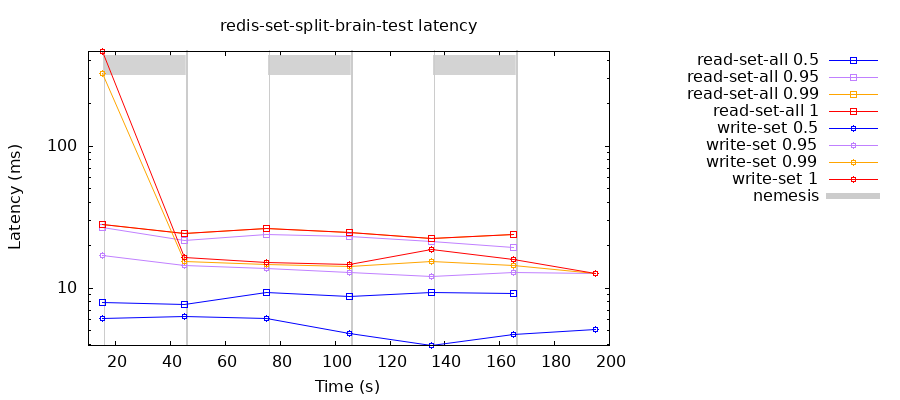 redis-set-split-brain-test latency
Latency (ms)
100
10
20 40 60 80 100 120 140 160 180 200
Time (s)
read-set-all 0.5
read-set-all 0.95
read-set-all 0.99
read-set-all 1
write-set 0.5
write-set 0.95
write-set 0.99
write-set 1
nemesis